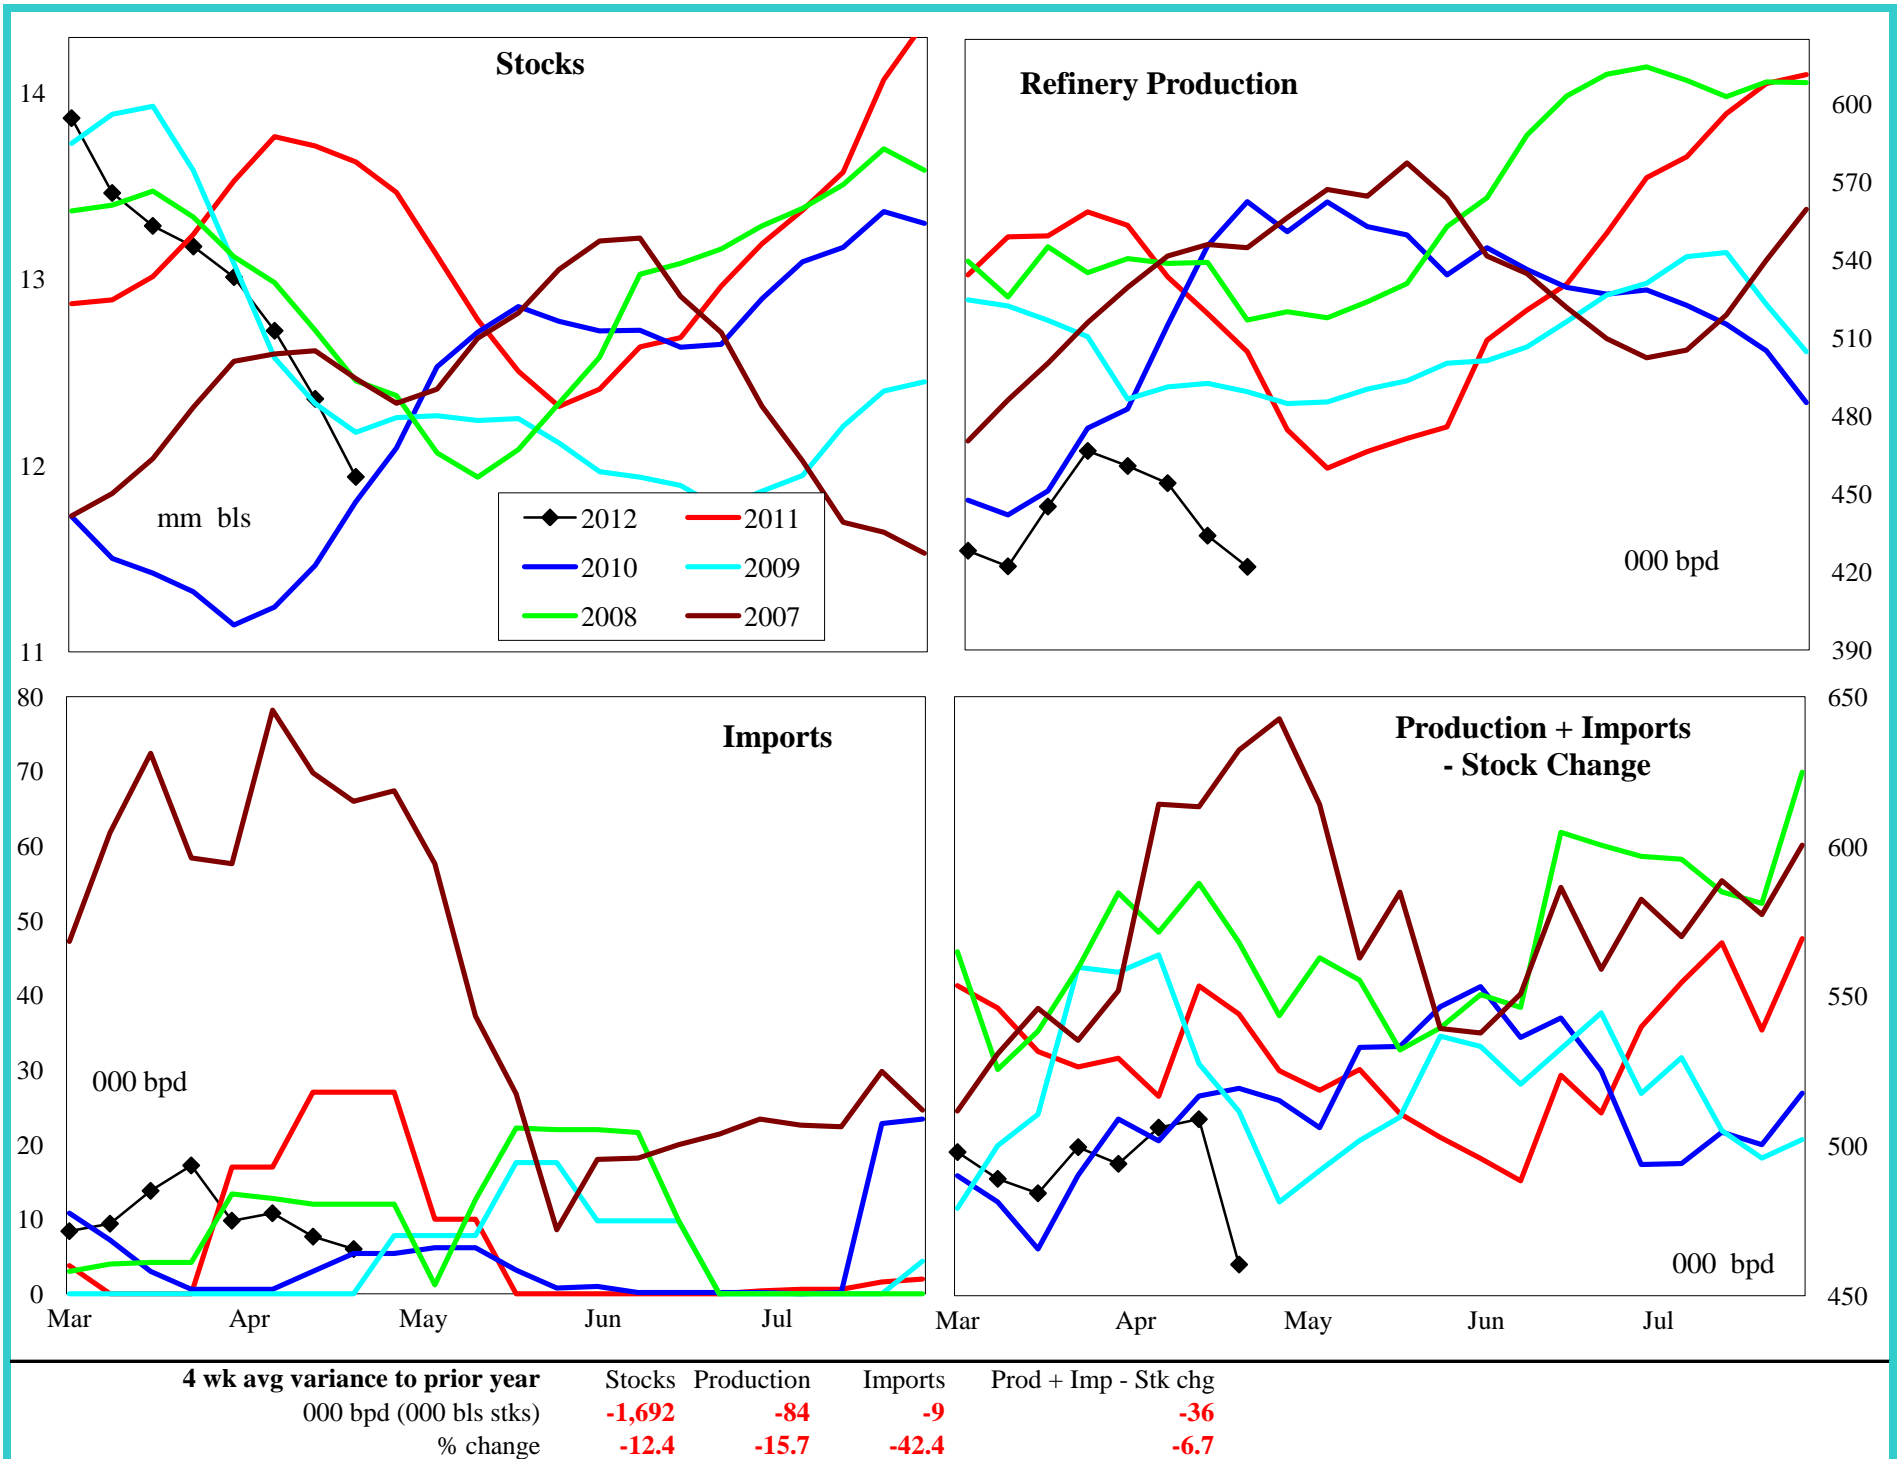 Stocks
14
13
12
11
mm bls
2012
2011
2010
2009
2008
2007
Refinery Production
600
570
540
510
480
450
420
390
000 bpd
Imports
80
70
60
50
40
30
20
10
0
000 bpd
Mar Apr May Jun Jul
Production + Imports
- Stock Change
650
600
550
500
450
000 bpd
Mar Apr May Jun Jul
4 wk avg variance to prior year Stocks Production Imports Prod + Imp - Stk chg
000 bpd (000 bls stks) -1,692 -84 -9 -36
% change -12.4 -15.7 -42.4 -6.7